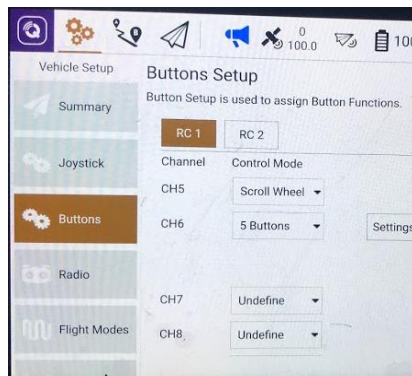 0
100.0
100
Vehicle Setup
Buttons Setup
Button Setup is used to assign Button Functions.
Summary
RC 1
RC 2
Joystick
Channel
Control Mode
CH5
Scroll Wheel
Buttons
CH6
5 Buttons
Settings
Radio
CH7
Undefine
Flight Modes
CH8
Undefine